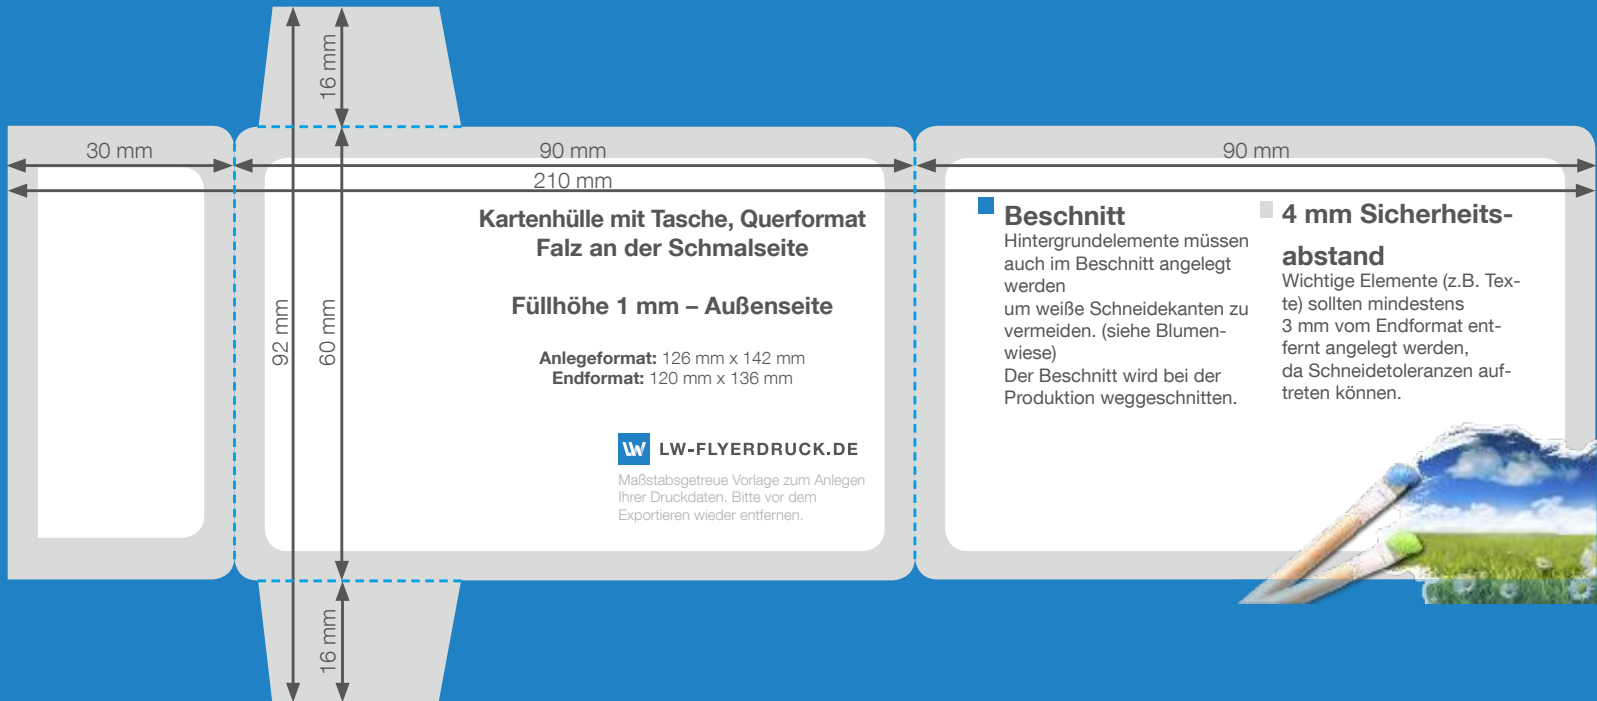 16 mm
30 mm
90 mm
90 mm
210 mm
92 mm
60 mm
Kartenhülle mit Tasche, Querformat
Falz an der Schmalseite
Füllhöhe 1 mm – Außenseite
Anlegeformat: 126 mm x 142 mm
Endformat: 120 mm x 136 mm
LW LW-FLYERDRUCK.DE
Maßstabsgetreue Vorlage zum Anlegen
Ihrer Druckdaten. Bitte vor dem
Exportieren wieder entfernen.
Beschnitt
Hintergrundelemente müssen
auch im Beschnitt angelegt
werden
um weiße Schneidekanten zu
vermeiden. (siehe Blumen-
wiese)
Der Beschnitt wird bei der
Produktion weggeschnitten.
4 mm Sicherheits-
abstand
Wichtige Elemente (z.B. Tex-
te) sollten mindestens
3 mm vom Endformat ent-
fernt angelegt werden,
da Schneidetoleranzen auf-
treten können.
16 mm